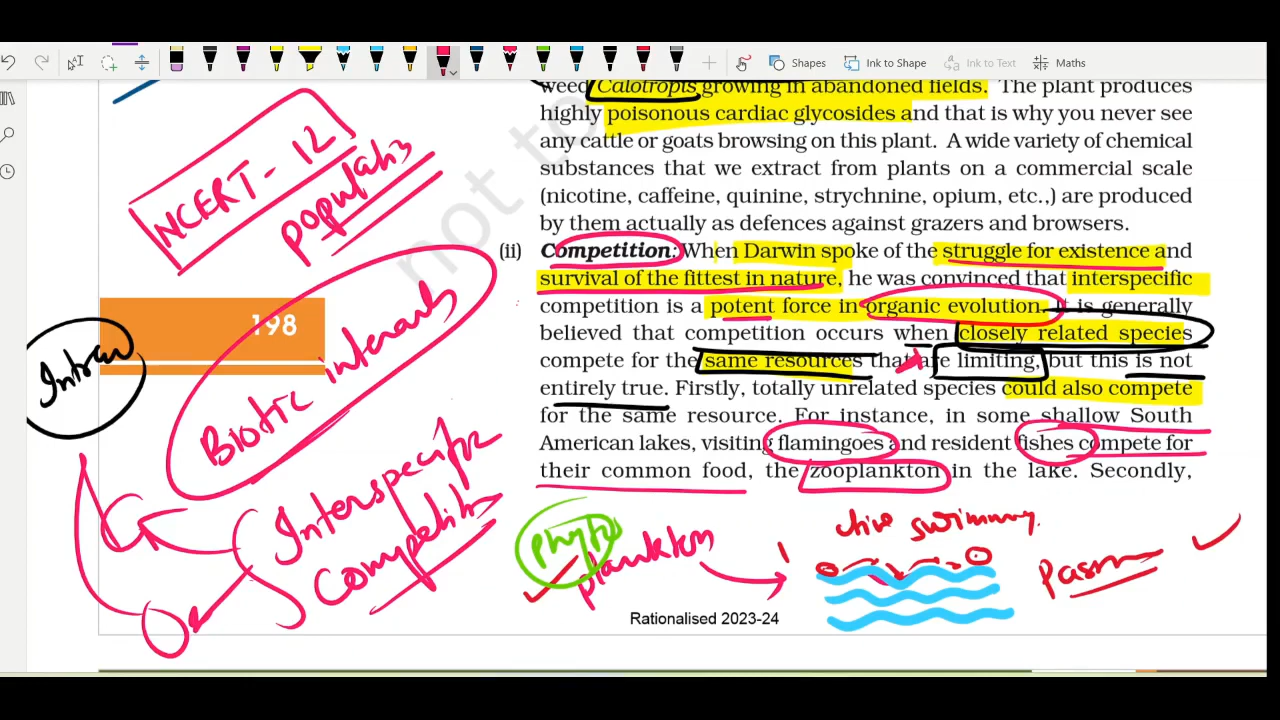 Shapes Ink to Shape Ink to Text Maths
weed Calotropis growing in abandoned fields. The plant produces
highly poisonous cardiac glycosides and that is why you never see
any cattle or goats browsing on this plant. A wide variety of chemical
substances that we extract from plants on a commercial scale
(nicotine, caffeine, quinine, strychnine, opium, etc.,) are produced
by them actually as defences against grazers and browsers.
(ii) Competition: When Darwin spoke of the struggle for existence and
survival of the fittest in nature, he was convinced that interspecific
competition is a potent force in organic evolution. It is generally
believed that competition occurs when closely related species
compete for the same resources that are limiting, but this is not
entirely true. Firstly, totally unrelated species could also compete
for the same resource. For instance, in some shallow South
American lakes, visiting flamingoes and resident fishes compete for
their common food, the zooplankton in the lake. Secondly,
not to
NCERT-12
198
Biotic
Interspecific
phyto
plankton
Rationalised 2023-24